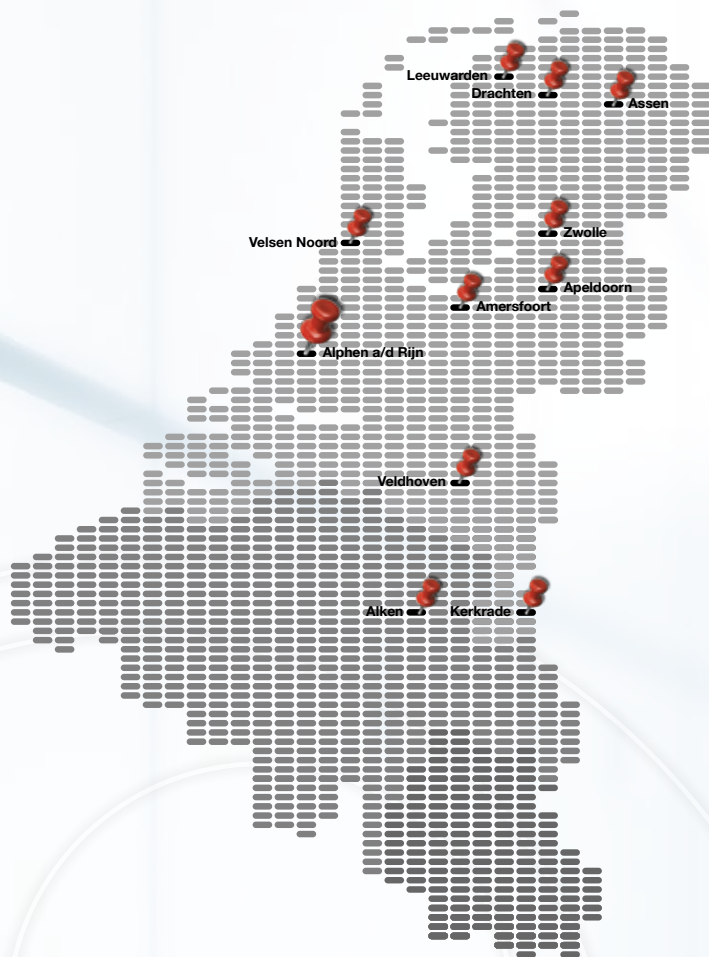 Leeuwarden
Drachten
Assen
Velsen Noord
Zwolle
Apeldoorn
Amersfoort
Alphen a/d Rijn
Veldhoven
Alken
Kerkrade